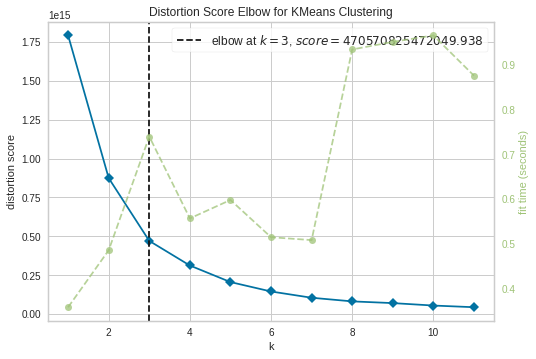 Distortion Score Elbow for KMeans Clustering
1e15
elbow at k = 3, score = 470570825472049.938
1.75
1.50
1.25
1.00
0.75
0.50
0.25
0.00
distortion score
0.9
0.8
0.7
0.6
0.5
0.4
fit time (seconds)
2 4 6 8 10
k